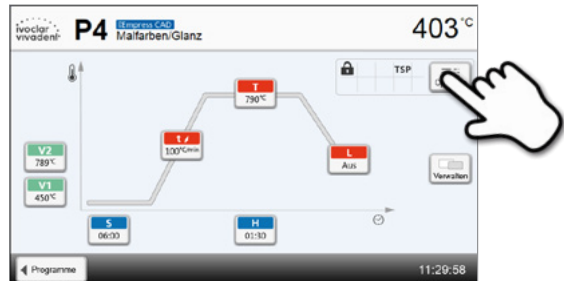 ivoclar
vivadent
P4
IPS Empress CAD
Malfarben/Glanz
403°C
TSP
T
790°C
t
100°C/min
L
Aus
V2
789°C
V1
450°C
Verwalten
S
06:00
H
01:30
Programme
11:29:58